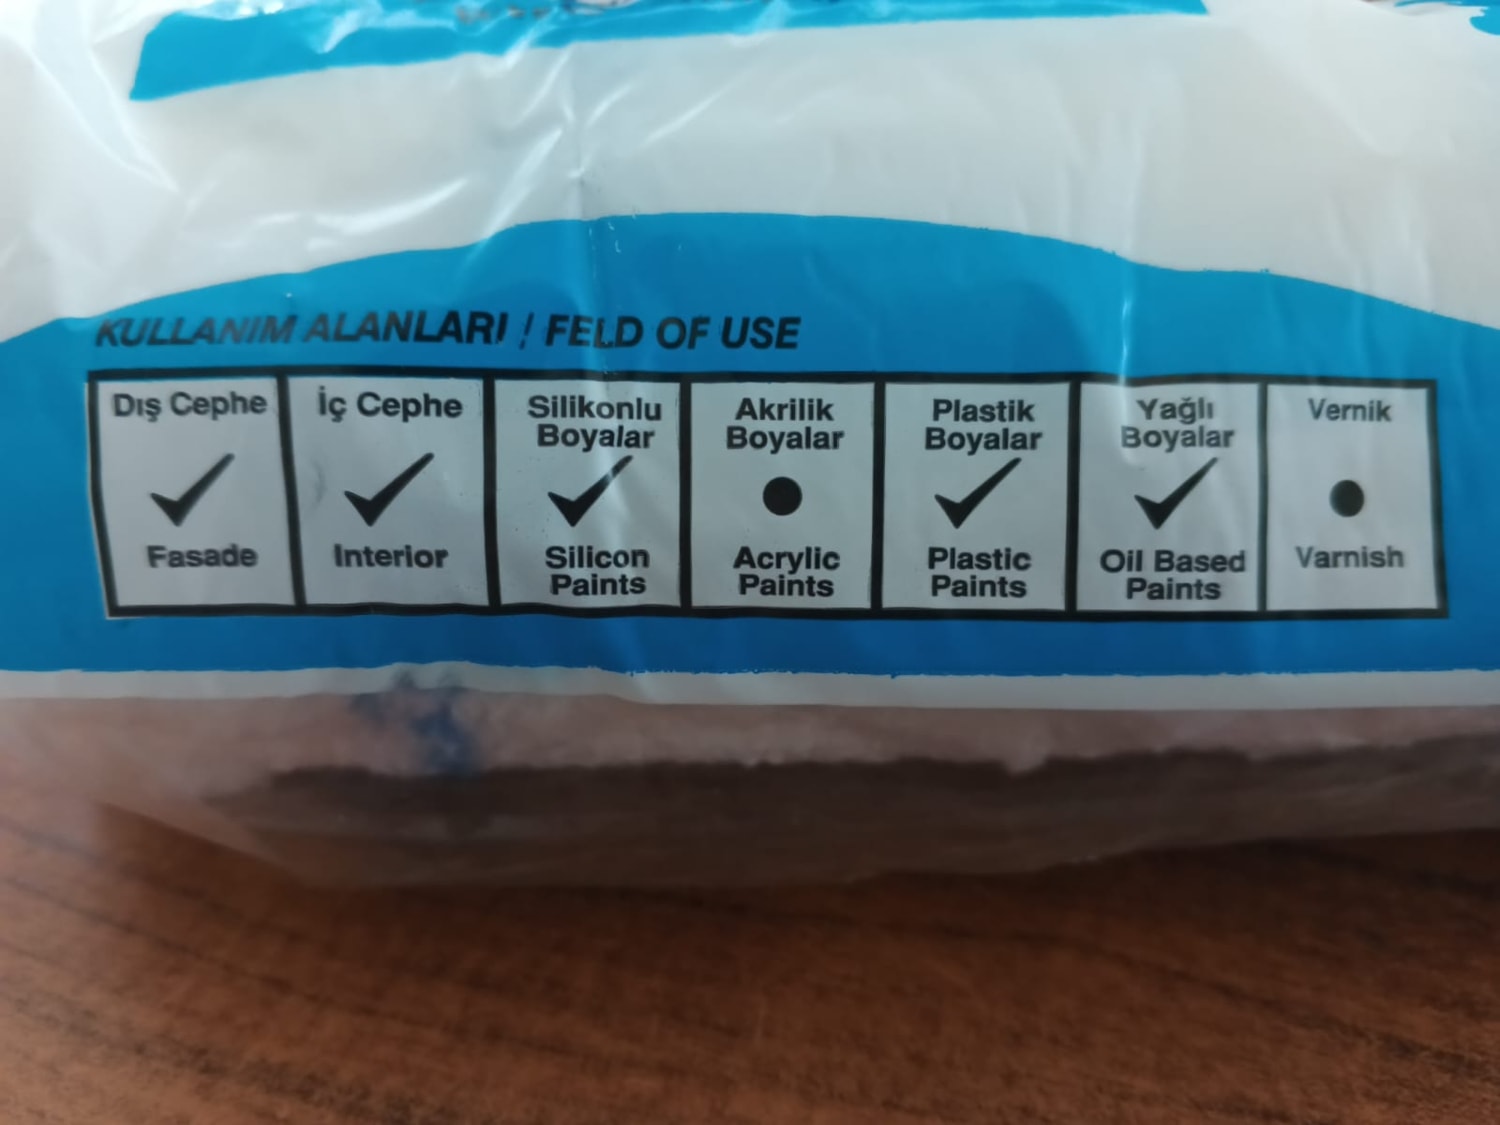 KULLANIM ALANLARI / FELD OF USE
Dış Cephe
Fasade
İç Cephe
Interior
Silikonlu
Boyalar
Silicon
Paints
Akrilik
Boyalar
Acrylic
Paints
Plastik
Boyalar
Plastic
Paints
Yağlı
Boyalar
Oil Based
Paints
Vernik
Varnish